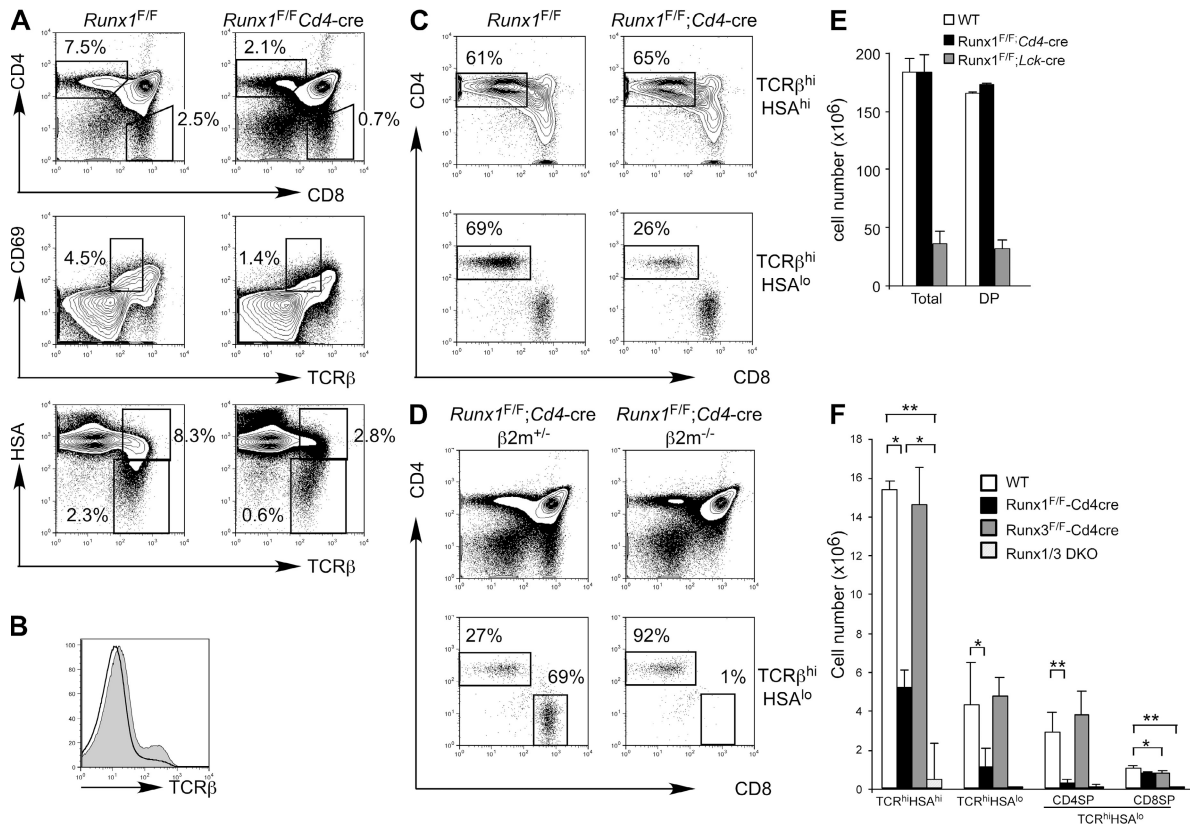 A
Runx1F/F
Runx1F/F Cd4-cre
7.5%
2.1%
2.5%
0.7%
CD4
CD8
4.5%
1.4%
CD69
TCRβ
8.3%
2.8%
2.3%
0.6%
HSA
TCRβ
B
TCRβ
C
Runx1F/F
Runx1F/F;Cd4-cre
61%
65%
TCRβhi
HSAhi
CD4
69%
26%
TCRβhi
HSAlo
CD8
D
Runx1F/F;Cd4-cre
β2m+/-
Runx1F/F;Cd4-cre
β2m-/-
CD4
27%
69%
92%
1%
TCRβhi
HSAlo
CD8
E
WT
Runx1F/F;Cd4-cre
Runx1F/F;Lck-cre
cell number (x10⁶)
200
150
100
50
0
Total
DP
F
WT
Runx1F/F-Cd4cre
Runx3F/F-Cd4cre
Runx1/3 DKO
Cell number (x10⁶)
18
16
14
12
10
8
6
4
2
0
**
*
*
*
**
**
*
TCRhiHSAhi
TCRhiHSAlo
CD4SP
CD8SP
TCRhiHSAlo